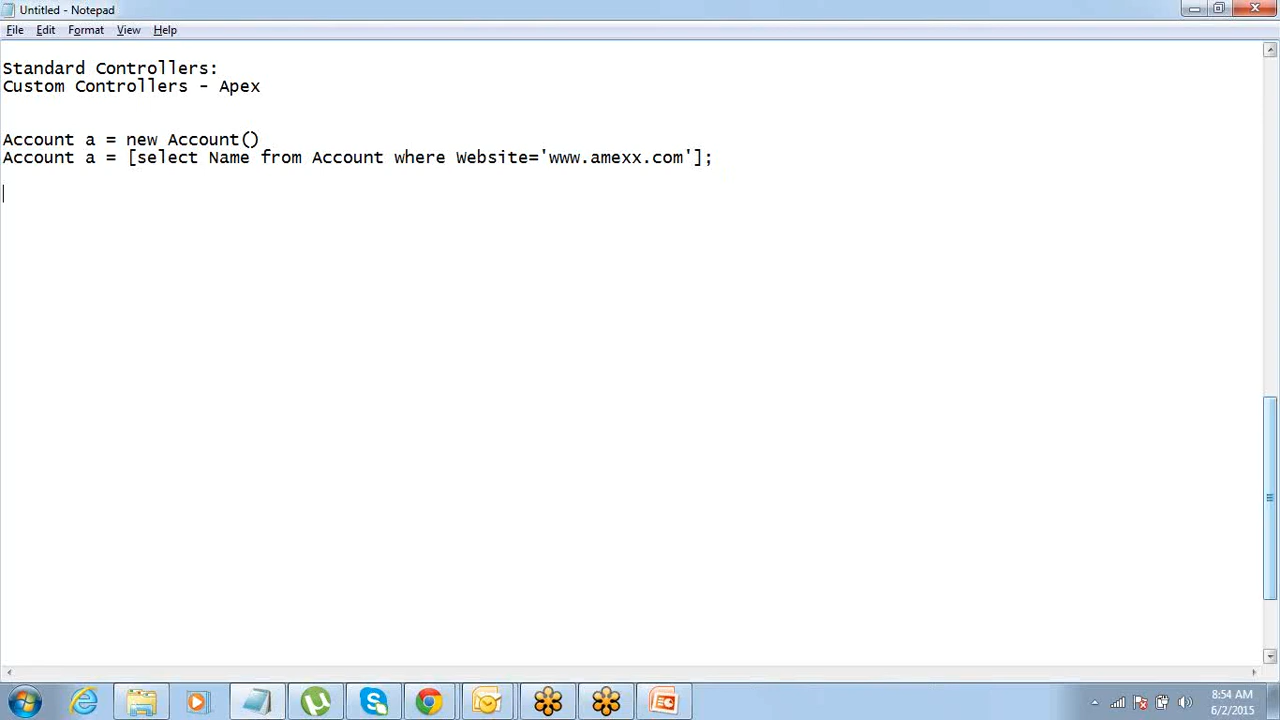 Untitled - Notepad
File Edit Format View Help
Standard Controllers:
Custom Controllers - Apex
Account a = new Account()
Account a = [select Name from Account where Website='www.amexx.com'];
8:54 AM
6/2/2015